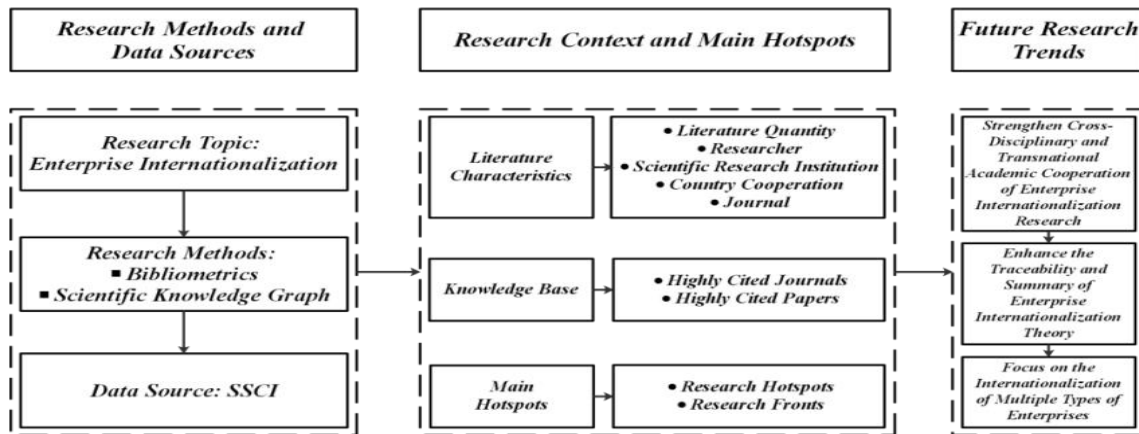 Research Methods and
Data Sources
Research Context and Main Hotspots
Future Research
Trends
Research Topic:
Enterprise Internationalization
Research Methods:
■ Bibliometrics
■ Scientific Knowledge Graph
Data Source: SSCI
Literature
Characteristics
● Literature Quantity
● Researcher
● Scientific Research Institution
● Country Cooperation
● Journal
Knowledge Base
● Highly Cited Journals
● Highly Cited Papers
Main
Hotspots
● Research Hotspots
● Research Fronts
Strengthen Cross-
Disciplinary and
Transnational
Academic Cooperation
of Enterprise
Internationalization
Research
Enhance the
Traceability and
Summary of
Enterprise
Internationalization
Theory
Focus on the
Internationalization
of Multiple Types of
Enterprises